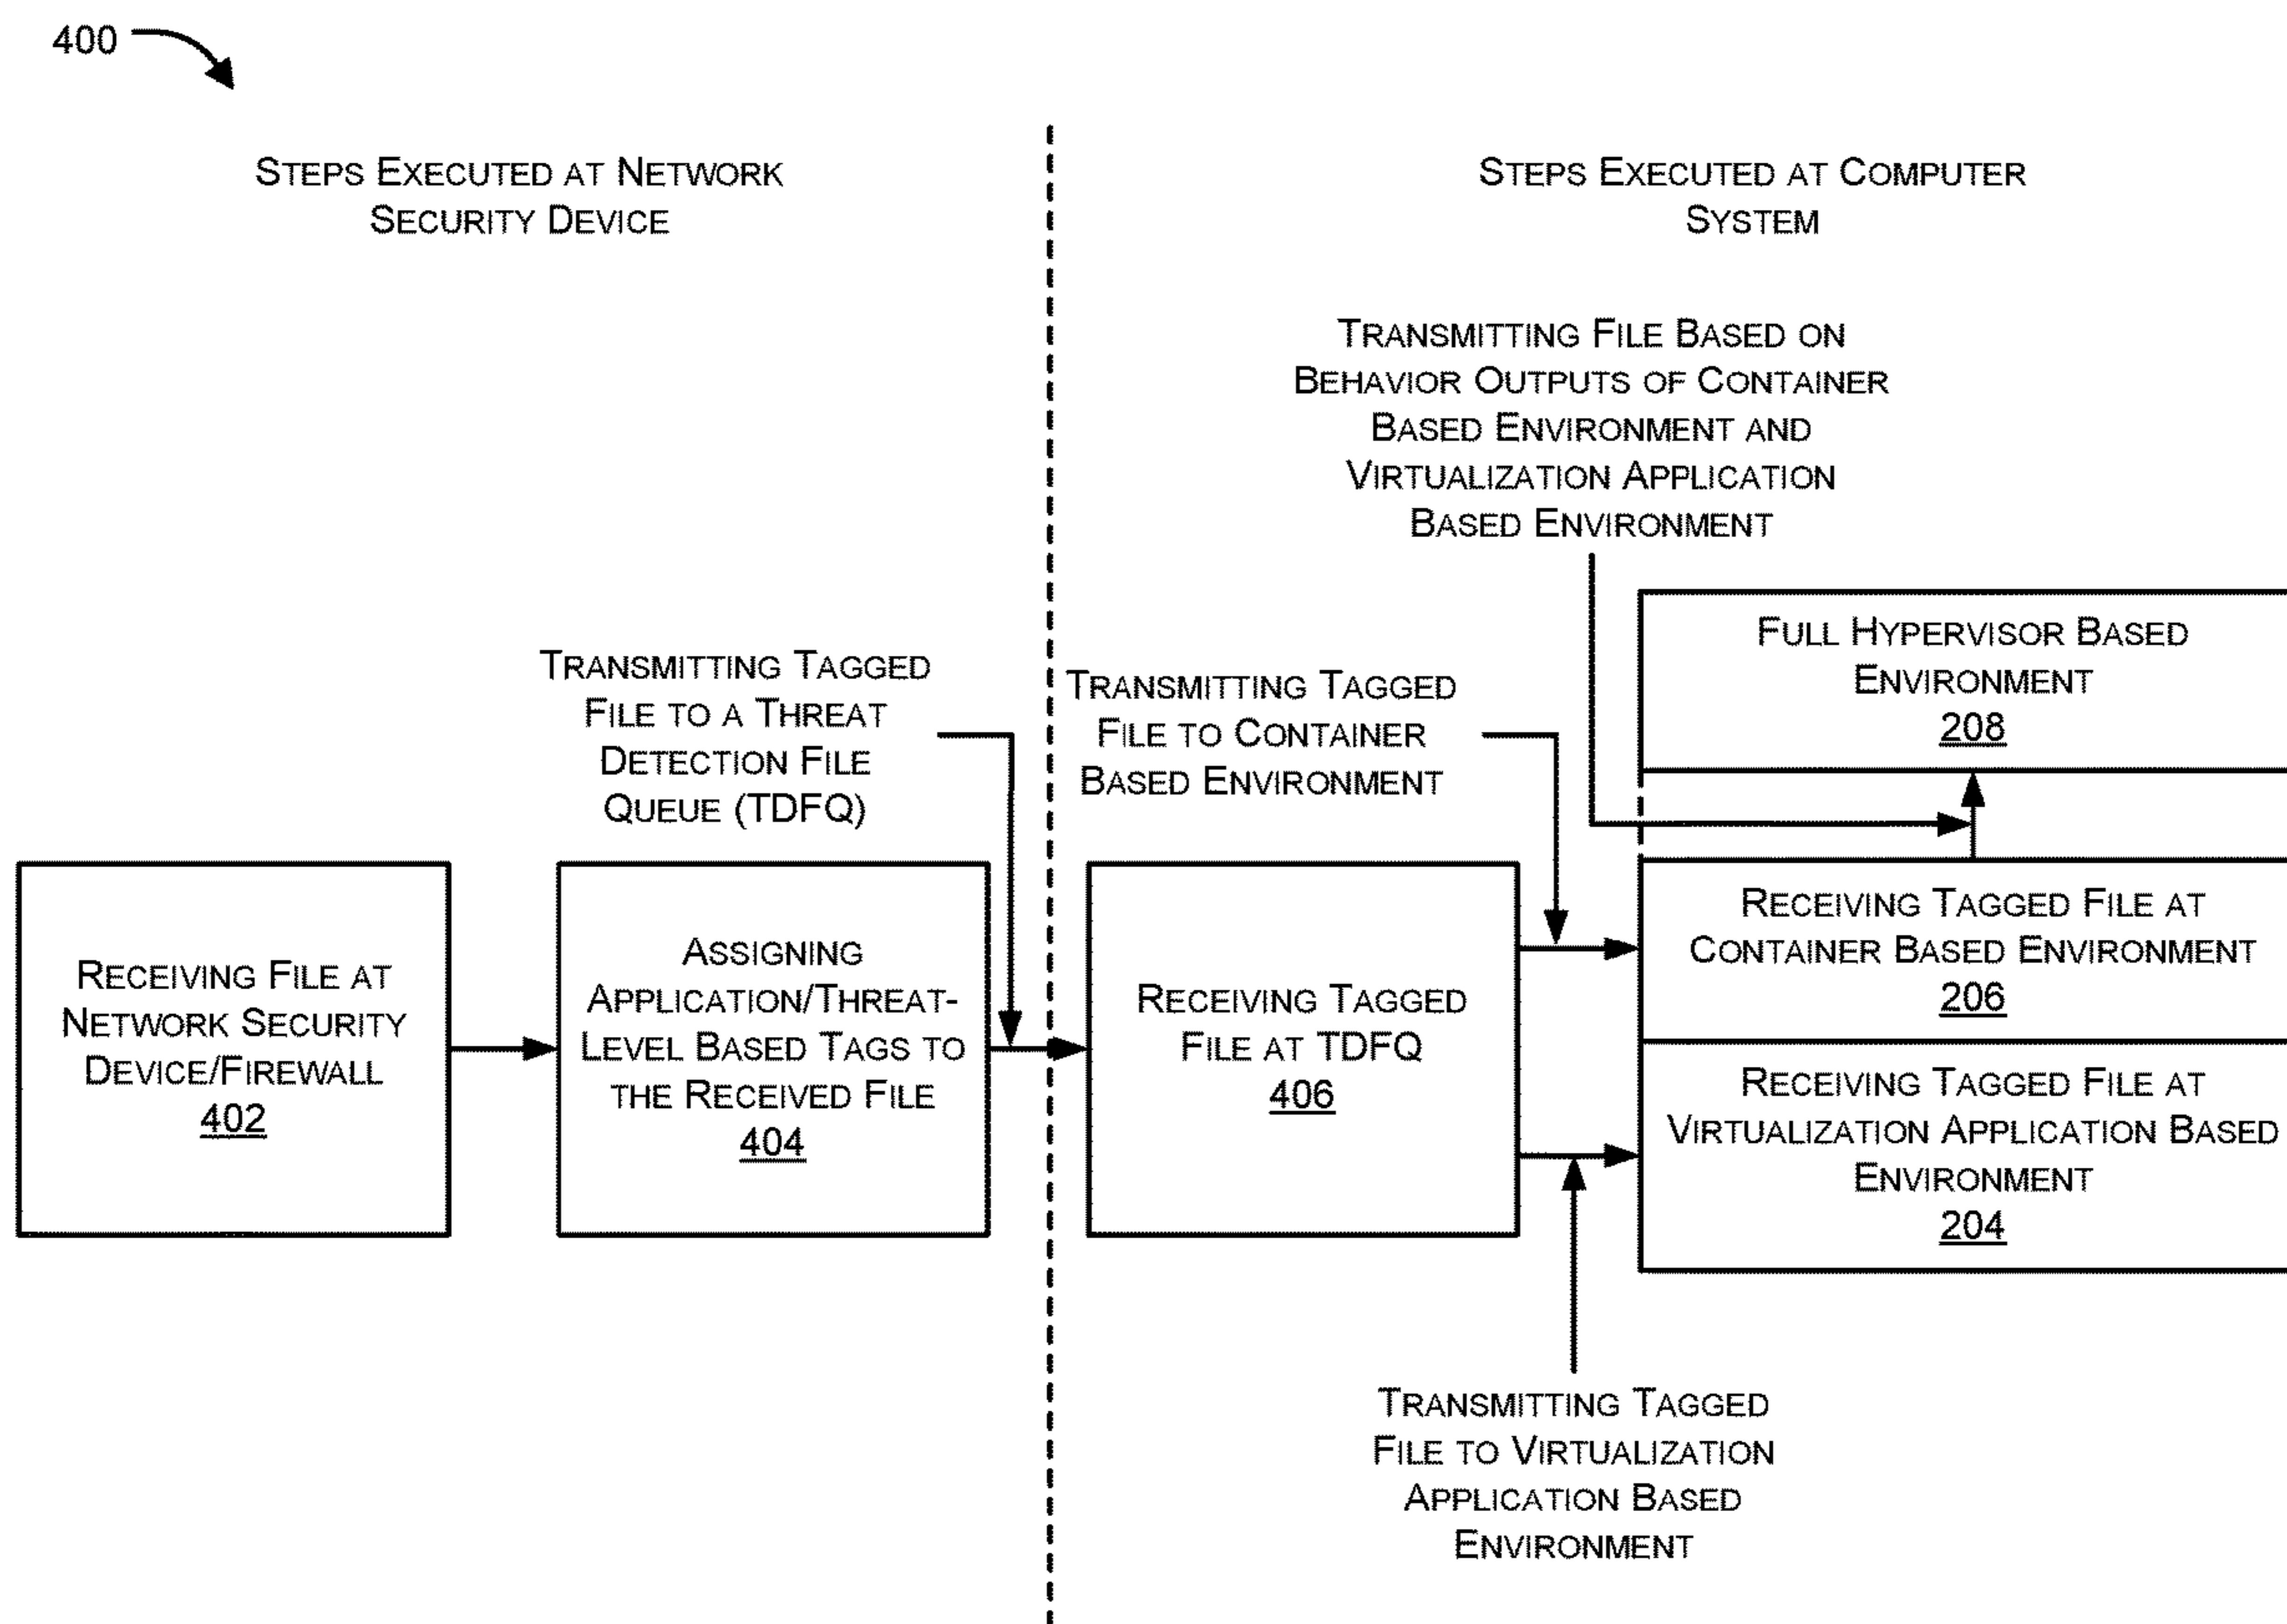 400
STEPS EXECUTED AT NETWORK
SECURITY DEVICE
STEPS EXECUTED AT COMPUTER
SYSTEM
TRANSMITTING FILE BASED ON
BEHAVIOR OUTPUTS OF CONTAINER
BASED ENVIRONMENT AND
VIRTUALIZATION APPLICATION
BASED ENVIRONMENT
TRANSMITTING TAGGED
FILE TO A THREAT
DETECTION FILE
QUEUE (TDFQ)
TRANSMITTING TAGGED
FILE TO CONTAINER
BASED ENVIRONMENT
FULL HYPERVISOR BASED
ENVIRONMENT
208
RECEIVING FILE AT
NETWORK SECURITY
DEVICE/FIREWALL
402
ASSIGNING
APPLICATION/THREAT-
LEVEL BASED TAGS TO
THE RECEIVED FILE
404
RECEIVING TAGGED
FILE AT TDFQ
406
RECEIVING TAGGED FILE AT
CONTAINER BASED ENVIRONMENT
206
RECEIVING TAGGED FILE AT
VIRTUALIZATION APPLICATION BASED
ENVIRONMENT
204
TRANSMITTING TAGGED
FILE TO VIRTUALIZATION
APPLICATION BASED
ENVIRONMENT